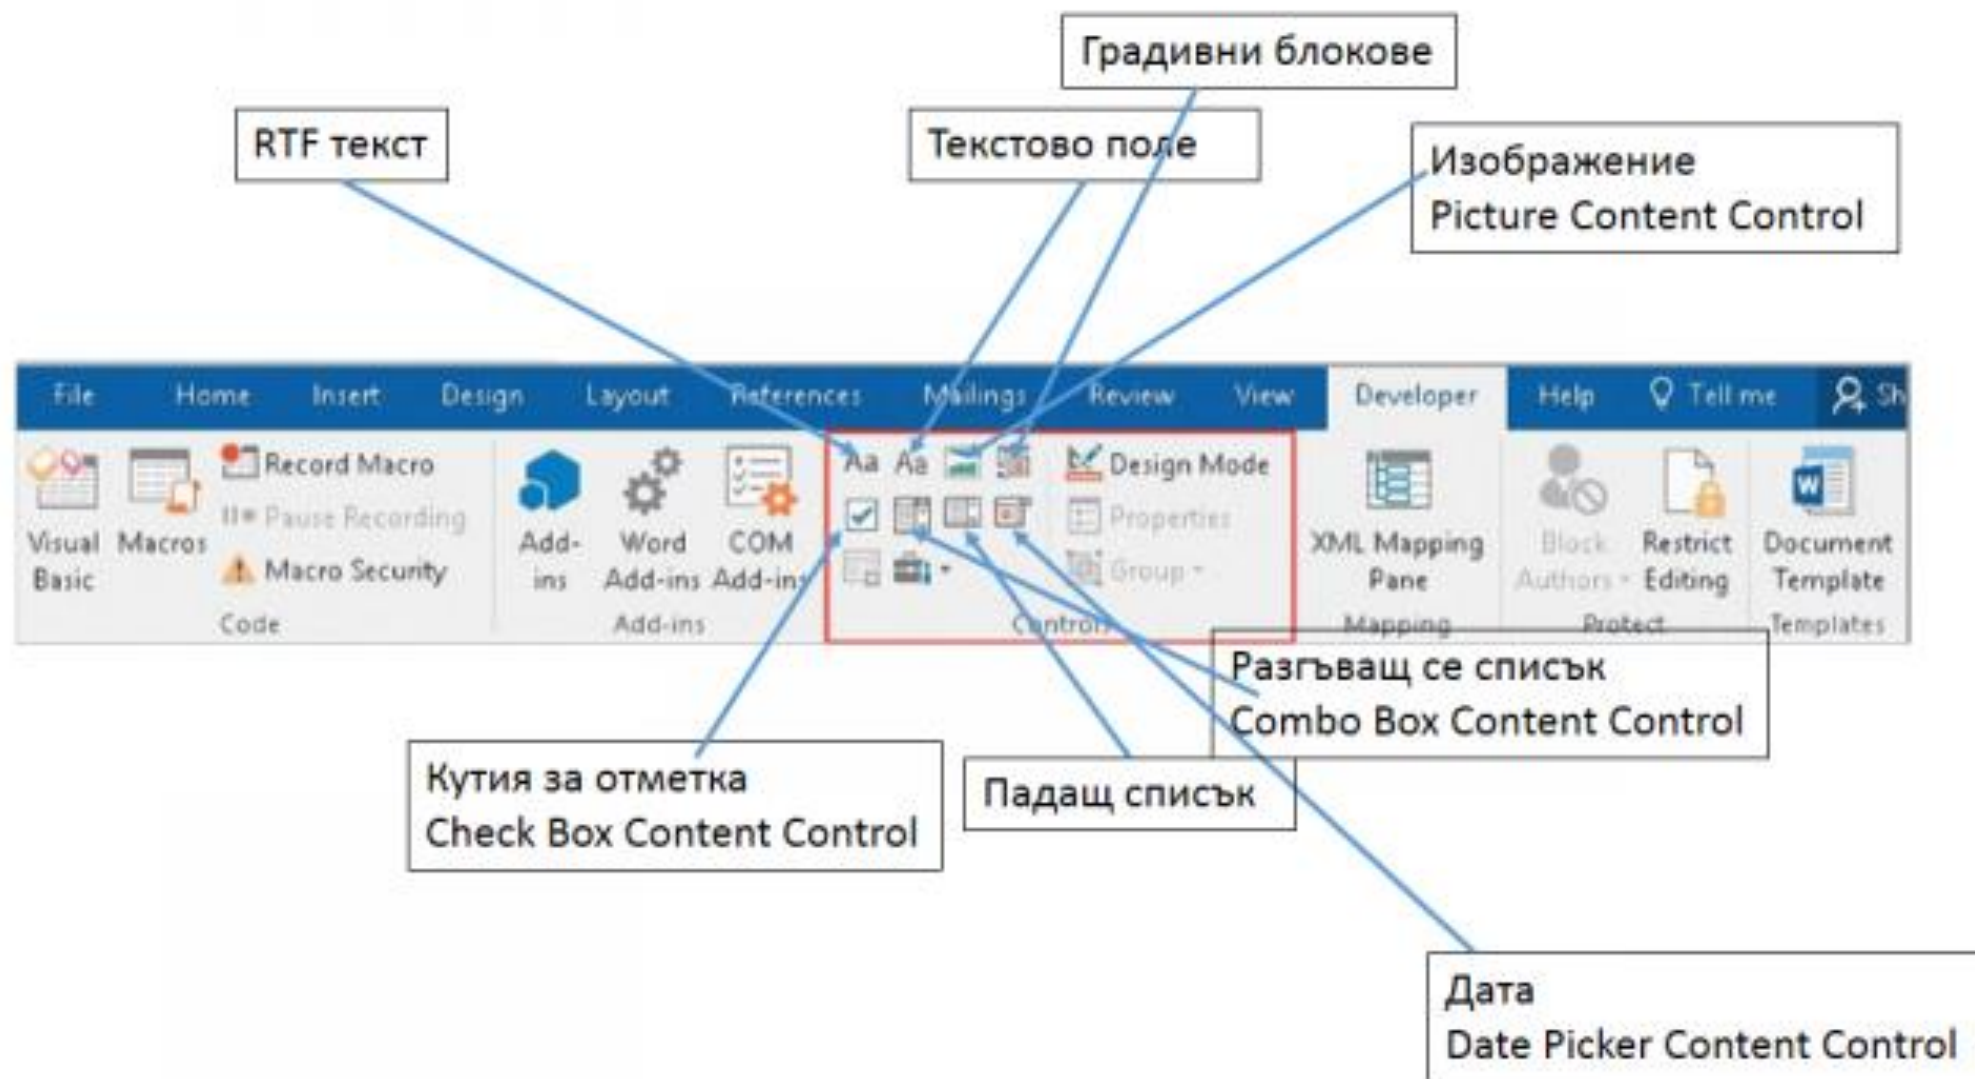 Градивни блокове
RTF текст
Текстово поле
Изображение
Picture Content Control
File Home Insert Design Layout References Mailings Review View Developer Help Tell me Sh
Aa Aa Design Mode
Record Macro
Pause Recording
Properties
Visual Basic
Macros
Macro Security
Add-ins
Word Add-ins
COM Add-ins
Group
XML Mapping Pane
Block Authors
Restrict Editing
Document Template
Code Add-ins Controls Mapping Protect Templates
Разгъващ се списък
Combo Box Content Control
Кутия за отметка
Check Box Content Control
Падащ списък
Дата
Date Picker Content Control